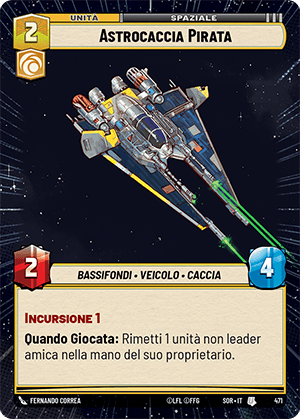 UNITÀ SPAZIALE
2
ASTROCACCIA PIRATA
2
BASSIFONDI • VEICOLO • CACCIA
4
INCURSIONE 1
Quando Giocata: Rimetti 1 unità non leader
amica nella mano del suo proprietario.
FERNANDO CORREA ©LFL ©FFG SOR • IT 471